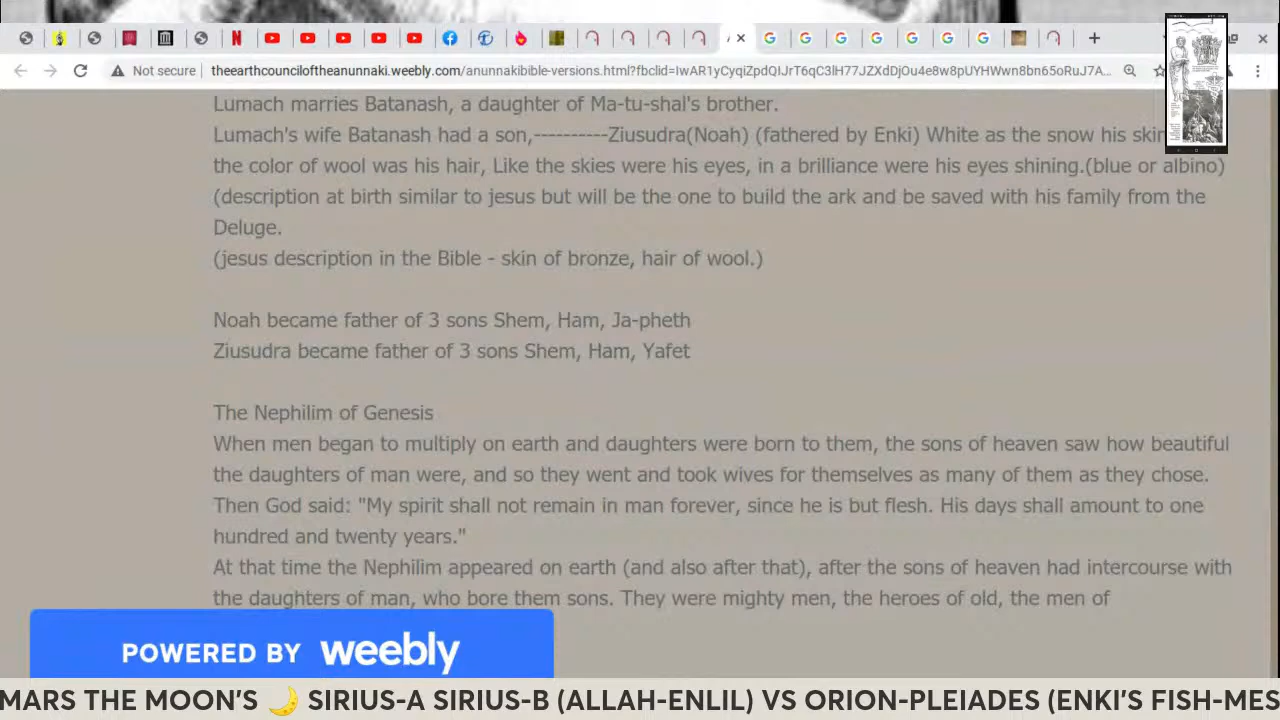 Not secure
theearthcounciloftheanunnaki.weebly.com/anunnakibible-versions.html?fbclid=
Lumach marries Batanash, a daughter of Ma-tu-shal's brother.
Lumach's wife Batanash had a son,----------Ziusudra(Noah) (fathered by Enki) White as the snow his skin
the color of wool was his hair, Like the skies were his eyes, in a brilliance were his eyes shining.(blue or albino)
(description at birth similar to jesus but will be the one to build the ark and be saved with his family from the
Deluge.
(jesus description in the Bible - skin of bronze, hair of wool.)
Noah became father of 3 sons Shem, Ham, Ja-pheth
Ziusudra became father of 3 sons Shem, Ham, Yafet
The Nephilim of Genesis
When men began to multiply on earth and daughters were born to them, the sons of heaven saw how beautiful
the daughters of man were, and so they went and took wives for themselves as many of them as they chose.
Then God said: "My spirit shall not remain in man forever, since he is but flesh. His days shall amount to one
hundred and twenty years."
At that time the Nephilim appeared on earth (and also after that), after the sons of heaven had intercourse with
the daughters of man, who bore them sons. They were mighty men, the heroes of old, the men of
POWERED BY weebly
MARS THE MOON'S 🌙 SIRIUS-A SIRIUS-B (ALLAH-ENLIL) VS ORION-PLEIADES (ENKI'S FISH-MES